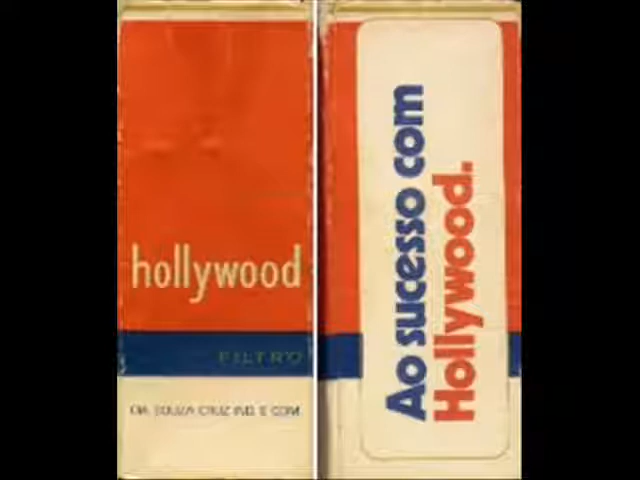 hollywood
FILTRO
CIA. SOUZA CRUZ IND. E COM.
Ao sucesso com
Hollywood.